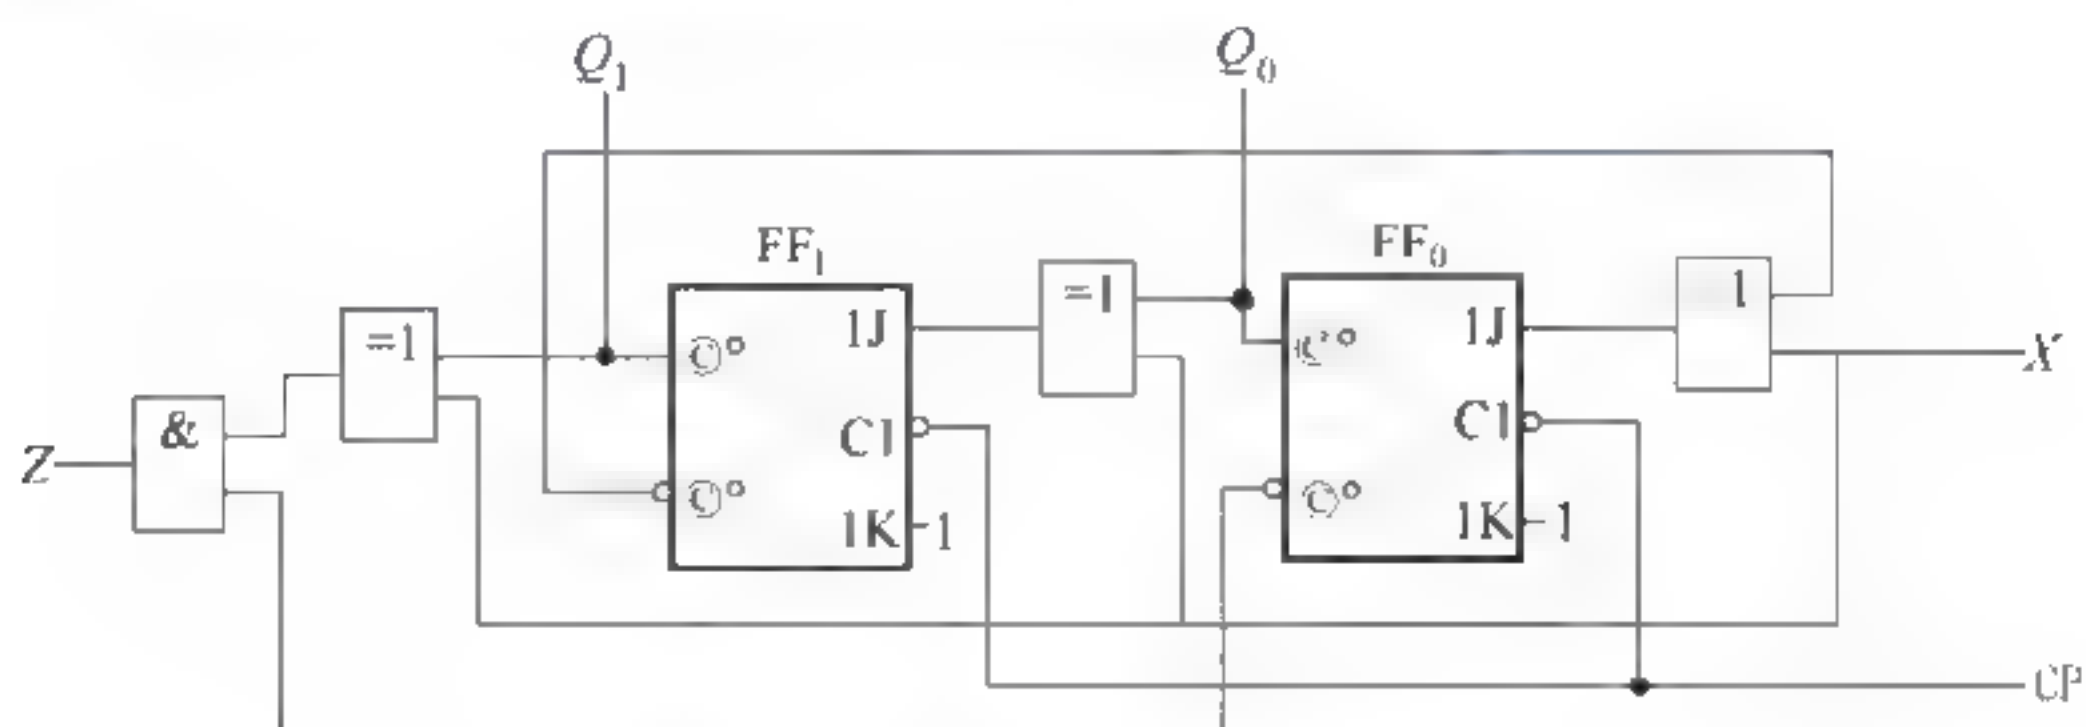 Q₁
Q₀
FF₁
FF₀
=1
1J
=1
1J
1
X
Z
&
C1
C1
1K
1
1K
1
CP